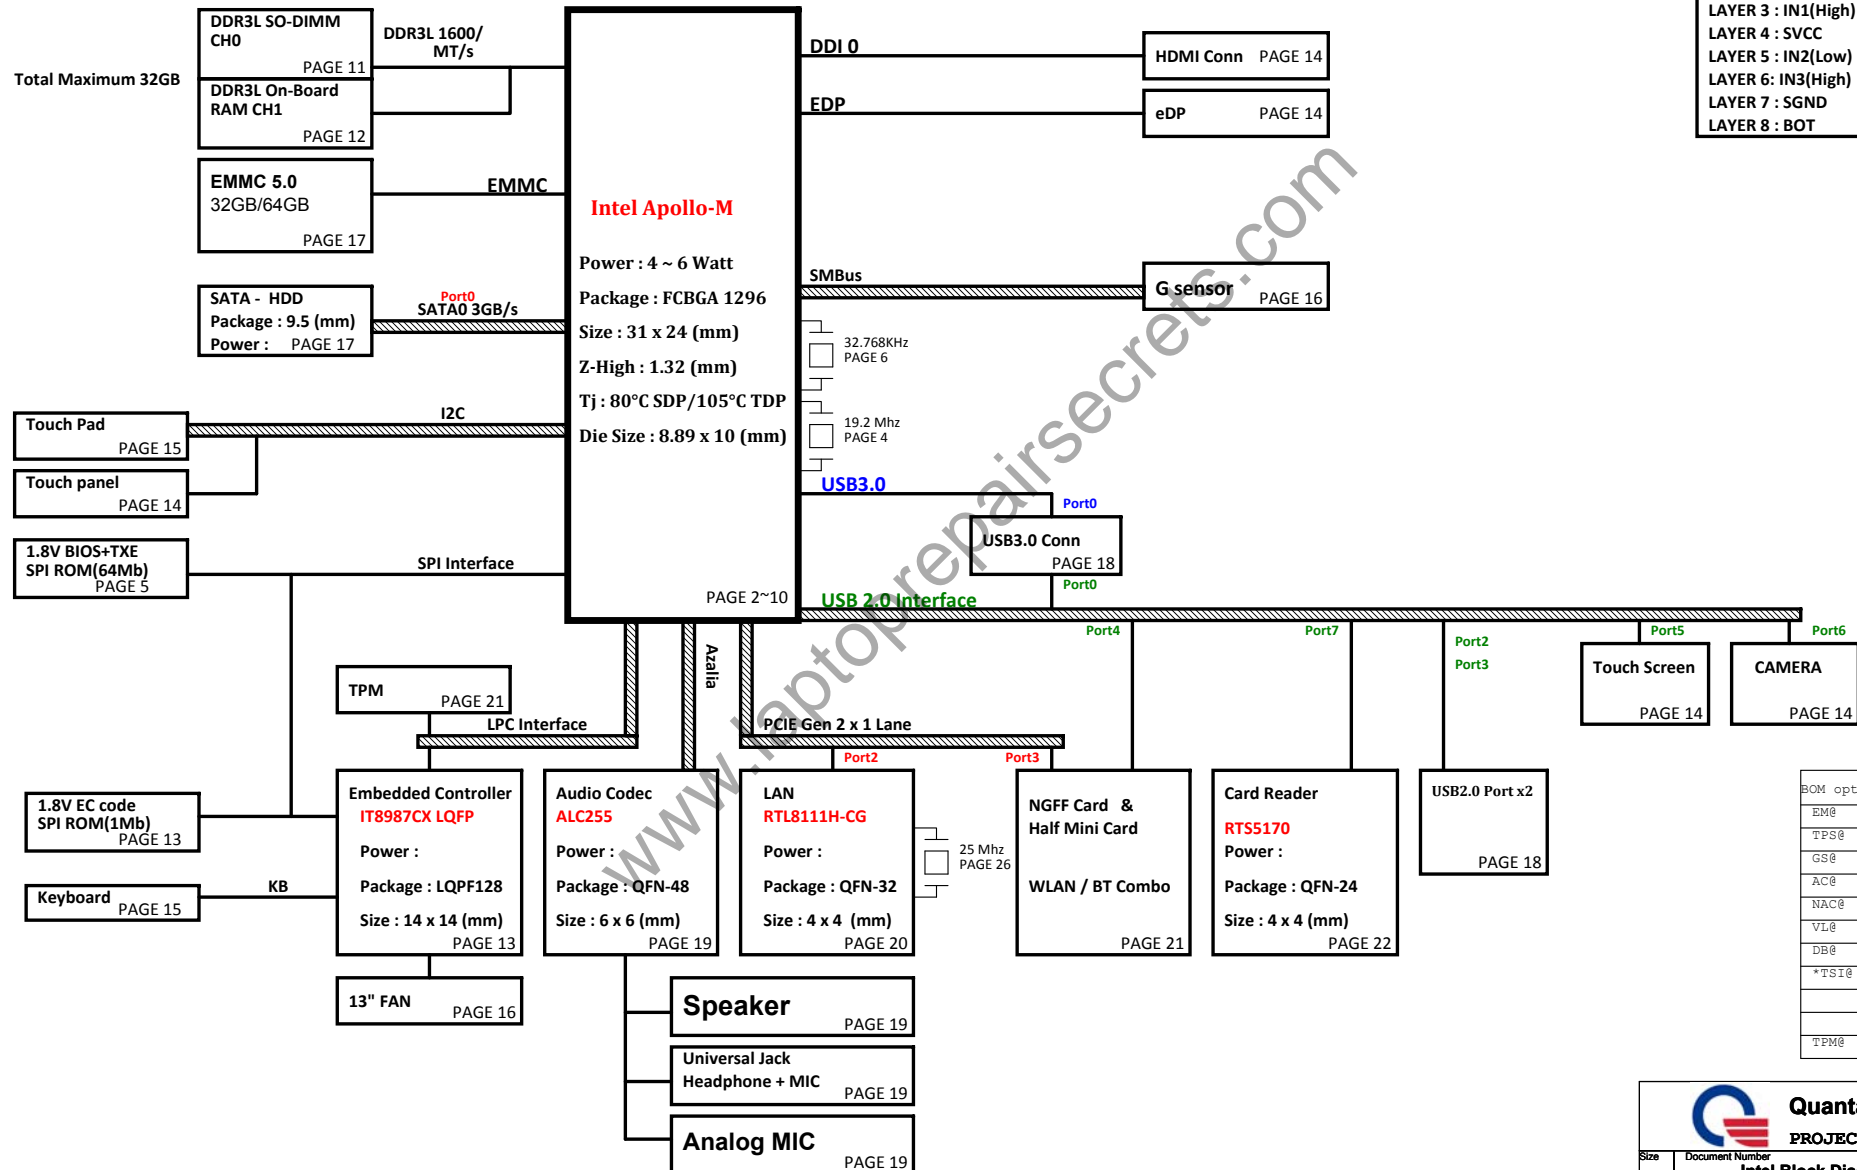 DDR3L SO-DIMM
CH0
PAGE 11
DDR3L 1600/
MT/s
Total Maximum 32GB
DDR3L On-Board
RAM CH1
PAGE 12
EMMC 5.0
32GB/64GB
PAGE 17
EMMC
SATA - HDD
Package : 9.5 (mm)
Power : PAGE 17
Port0
SATA0 3GB/s
Touch Pad
PAGE 15
I2C
Touch panel
PAGE 14
1.8V BIOS+TXE
SPI ROM(64Mb)
PAGE 5
SPI Interface
Intel Apollo-M
Power : 4 ~ 6 Watt
Package : FCBGA 1296
Size : 31 x 24 (mm)
Z-High : 1.32 (mm)
Tj : 80°C SDP/105°C TDP
Die Size : 8.89 x 10 (mm)
PAGE 2~10
DDI 0
HDMI Conn PAGE 14
EDP
eDP PAGE 14
SMBus
G sensor PAGE 16
32.768KHz
PAGE 6
19.2 Mhz
PAGE 4
USB3.0
Port0
USB3.0 Conn
PAGE 18
Port0
USB 2.0 Interface
Port4
Port7
Port2
Port3
Port5
Port6
Touch Screen
PAGE 14
CAMERA
PAGE 14
LAYER 3 : IN1(High)
LAYER 4 : SVCC
LAYER 5 : IN2(Low)
LAYER 6: IN3(High)
LAYER 7 : SGND
LAYER 8 : BOT
TPM
PAGE 21
LPC Interface
Azalia
PCIE Gen 2 x 1 Lane
Port2
Port3
1.8V EC code
SPI ROM(1Mb)
PAGE 13
Keyboard PAGE 15
KB
Embedded Controller
IT8987CX LQFP
Power :
Package : LQPF128
Size : 14 x 14 (mm)
PAGE 13
13" FAN
PAGE 16
Audio Codec
ALC255
Power :
Package : QFN-48
Size : 6 x 6 (mm)
PAGE 19
LAN
RTL8111H-CG
Power :
Package : QFN-32
Size : 4 x 4 (mm)
PAGE 20
25 Mhz
PAGE 26
NGFF Card &
Half Mini Card
WLAN / BT Combo
PAGE 21
Card Reader
RTS5170
Power :
Package : QFN-24
Size : 4 x 4 (mm)
PAGE 22
USB2.0 Port x2
PAGE 18
Speaker
PAGE 19
Universal Jack
Headphone + MIC
PAGE 19
Analog MIC
PAGE 19
BOM opt
EM@
TPS@
GS@
AC@
NAC@
VL@
DB@
*TSI@
TPM@
Quant
PROJEC
Size Document Number
www.laptoprepairsecrets.com